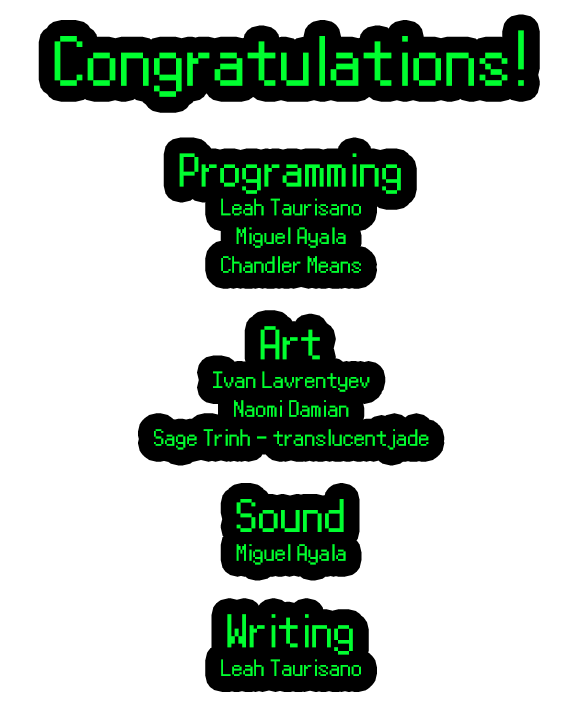 Congratulations!
Programming
Leah Taurisano
Miguel Ayala
Chandler Means
Art
Ivan Lavrentyev
Naomi Damian
Sage Trinh - translucentjade
Sound
Miguel Ayala
Writing
Leah Taurisano